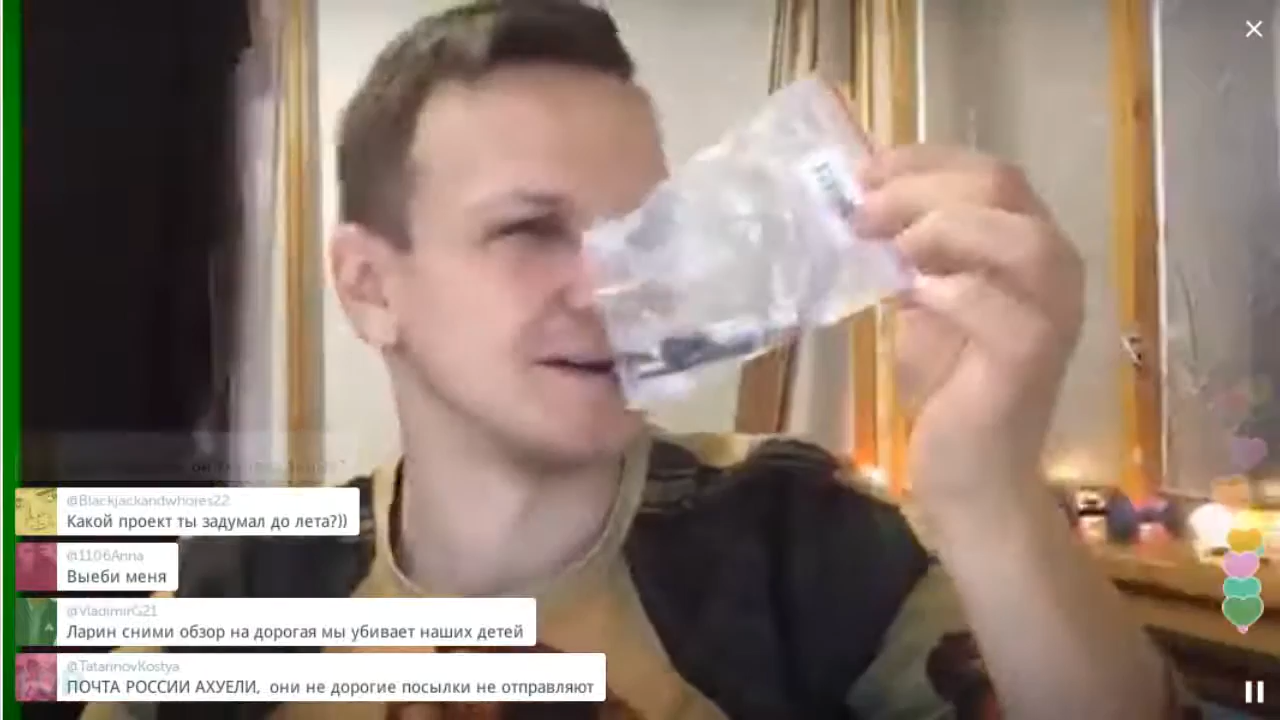 @Blackjackandwhores22
Какой проект ты задумал до лета?))
@1106Anna
Выеби меня
@VladimirG21
Ларин сними обзор на дорогая мы убивает наших детей
@TatarinovKostya
ПОЧТА РОССИИ АХУЕЛИ, они не дорогие посылки не отправляют